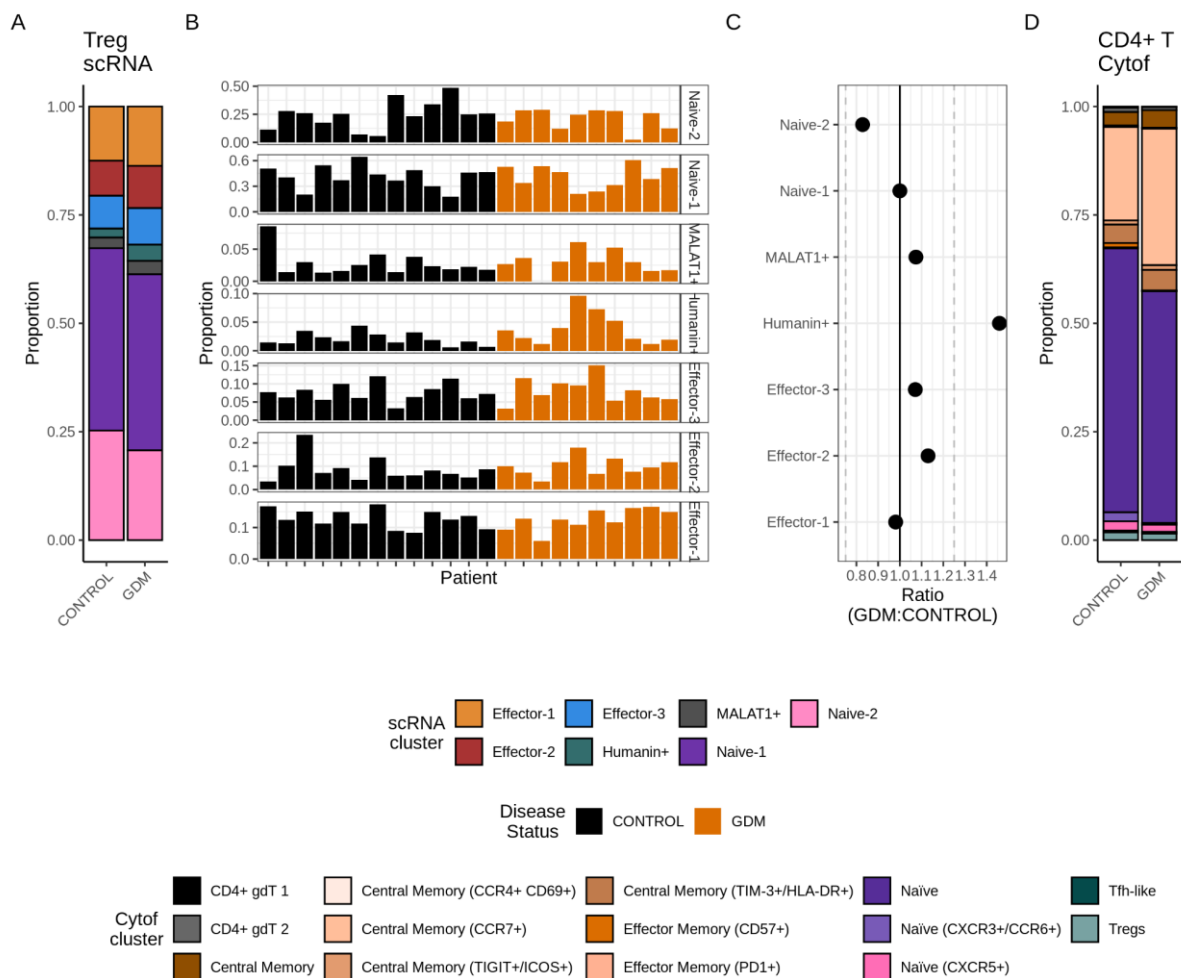 A
B
C
D
Treg
scRNA
CD4+ T
Cytof
Proportion
1.00
0.75
0.50
0.25
0.00
CONTROL
GDM
Proportion
0.50
0.25
0.00
Naive-2
0.6
0.3
0.0
Naive-1
0.05
0.00
MALAT1+
0.10
0.05
0.00
Humanin+
0.15
0.10
0.05
0.00
Effector-3
0.2
0.1
0.0
Effector-2
0.1
0.0
Effector-1
Patient
Naive-2
Naive-1
MALAT1+
Humanin+
Effector-3
Effector-2
Effector-1
0.8 0.9 1.0 1.1 1.2 1.3 1.4
Ratio
(GDM:CONTROL)
Proportion
1.00
0.75
0.50
0.25
0.00
CONTROL
GDM
scRNA
cluster
Effector-1 Effector-3 MALAT1+ Naive-2
Effector-2 Humanin+ Naive-1
Disease
Status
CONTROL GDM
Cytof
cluster
CD4+ gdT 1 Central Memory (CCR4+ CD69+) Central Memory (TIM-3+/HLA-DR+) Naïve Tfh-like
CD4+ gdT 2 Central Memory (CCR7+) Effector Memory (CD57+) Naïve (CXCR3+/CCR6+) Tregs
Central Memory Central Memory (TIGIT+/ICOS+) Effector Memory (PD1+) Naïve (CXCR5+)